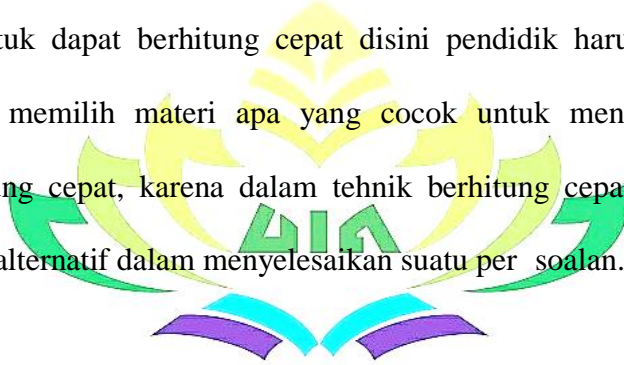 tuk dapat berhitung cepat disini pendidik haru
memilih materi apa yang cocok untuk men
ng cepat, karena dalam tehnik berhitung cepa
alternatif dalam menyelesaikan suatu per soalan.
UIN